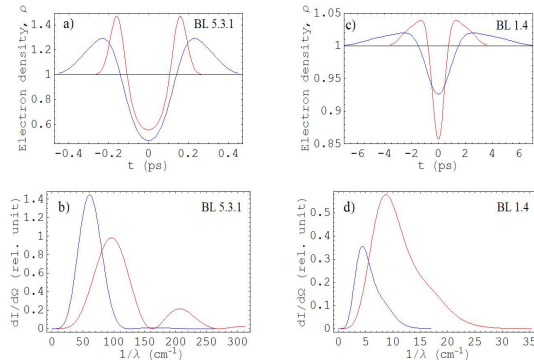 a)
BL 5.3.1
Electron density, ρ
1.4
1.2
1
0.8
0.6
-0.4 -0.2 0 0.2 0.4
t (ps)
c)
BL 1.4
Electron density, ρ
1
0.95
0.9
0.85
-6 -4 -2 0 2 4 6
t (ps)
b)
BL 5.3.1
dI/dΩ (rel. unit)
1.4
1.2
1
0.8
0.6
0.4
0.2
0
0 50 100 150 200 250 300
1/λ (cm⁻¹)
d)
BL 1.4
dI/dΩ (rel. unit)
0.5
0.4
0.3
0.2
0.1
0
0 5 10 15 20 25 30 35
1/λ (cm⁻¹)